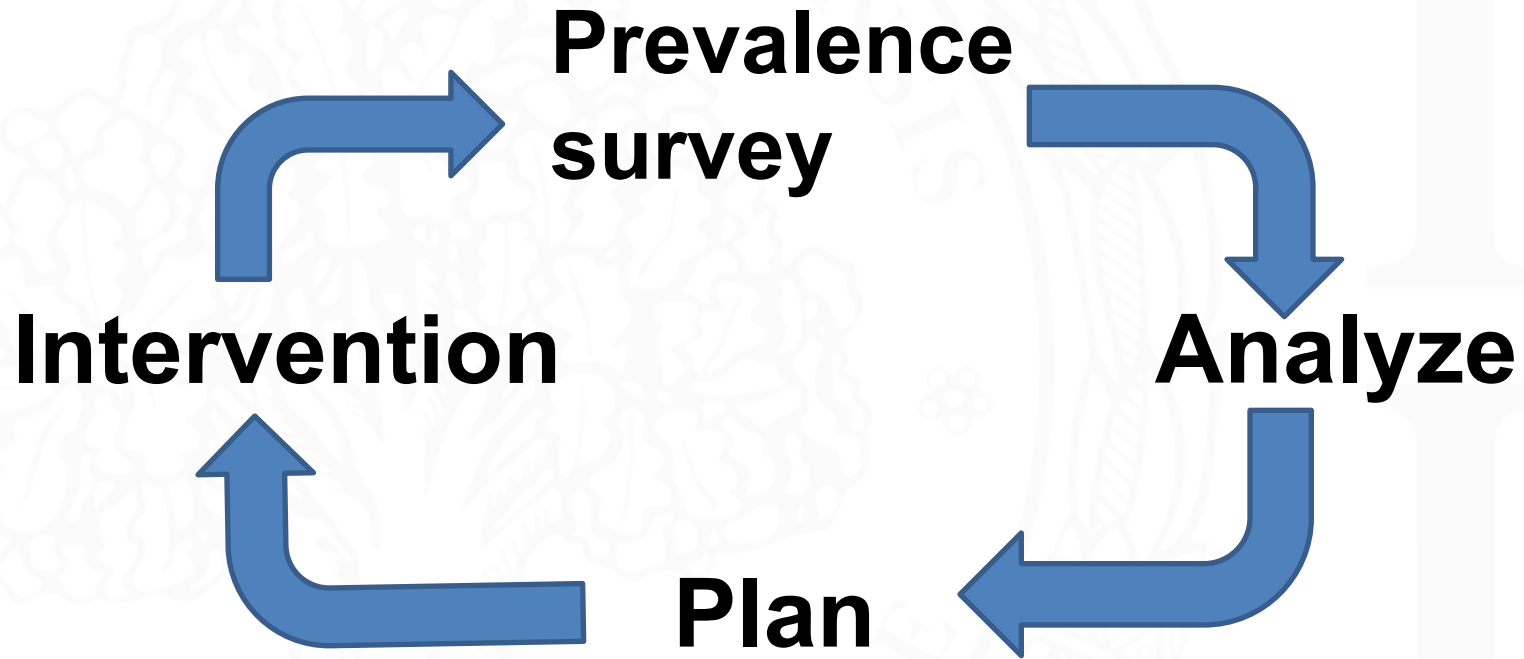 Prevalence
survey
Intervention
Analyze
Plan